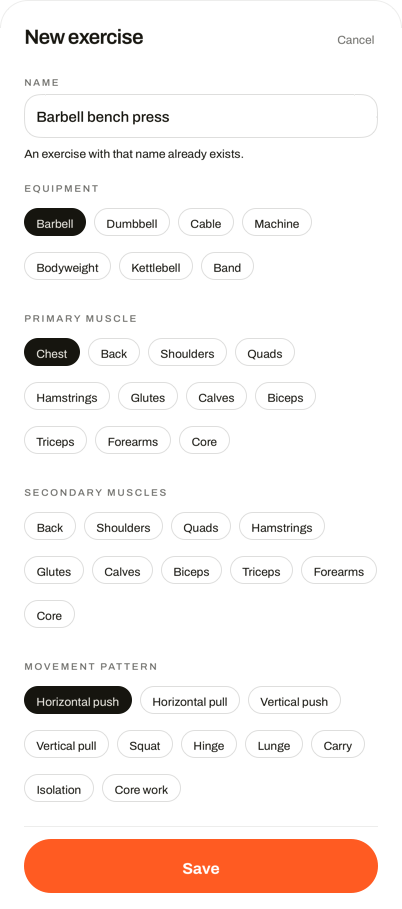 New exercise
Cancel
NAME
Barbell bench press
An exercise with that name already exists.
EQUIPMENT
Barbell Dumbbell Cable Machine
Bodyweight Kettlebell Band
PRIMARY MUSCLE
Chest Back Shoulders Quads
Hamstrings Glutes Calves Biceps
Triceps Forearms Core
SECONDARY MUSCLES
Back Shoulders Quads Hamstrings
Glutes Calves Biceps Triceps Forearms
Core
MOVEMENT PATTERN
Horizontal push Horizontal pull Vertical push
Vertical pull Squat Hinge Lunge Carry
Isolation Core work
Save